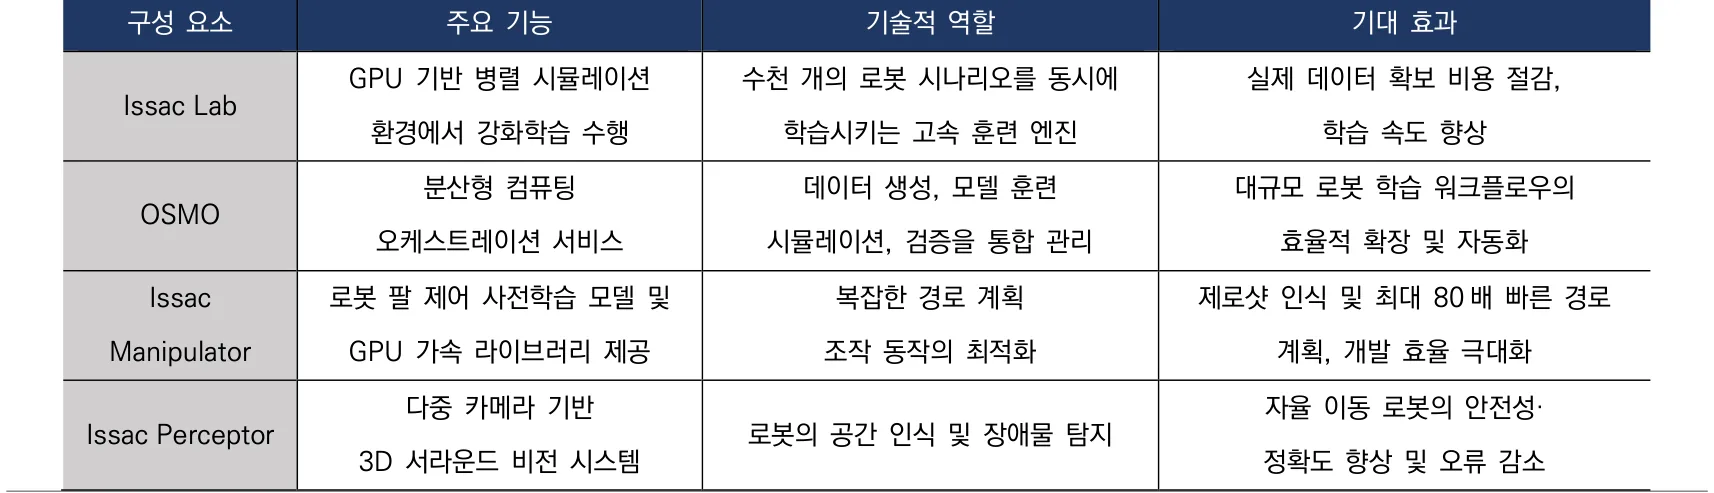 구성 요소 주요 기능 기술적 역할 기대 효과
Issac Lab
GPU 기반 병렬 시뮬레이션
환경에서 강화학습 수행
수천 개의 로봇 시나리오를 동시에
학습시키는 고속 훈련 엔진
실제 데이터 확보 비용 절감,
학습 속도 향상
OSMO
분산형 컴퓨팅
오케스트레이션 서비스
데이터 생성, 모델 훈련
시뮬레이션, 검증을 통합 관리
대규모 로봇 학습 워크플로우의
효율적 확장 및 자동화
Issac
Manipulator
로봇 팔 제어 사전학습 모델 및
GPU 가속 라이브러리 제공
복잡한 경로 계획
조작 동작의 최적화
제로샷 인식 및 최대 80배 빠른 경로
계획, 개발 효율 극대화
Issac Perceptor
다중 카메라 기반
3D 서라운드 비전 시스템
로봇의 공간 인식 및 장애물 탐지
자율 이동 로봇의 안전성·
정확도 향상 및 오류 감소